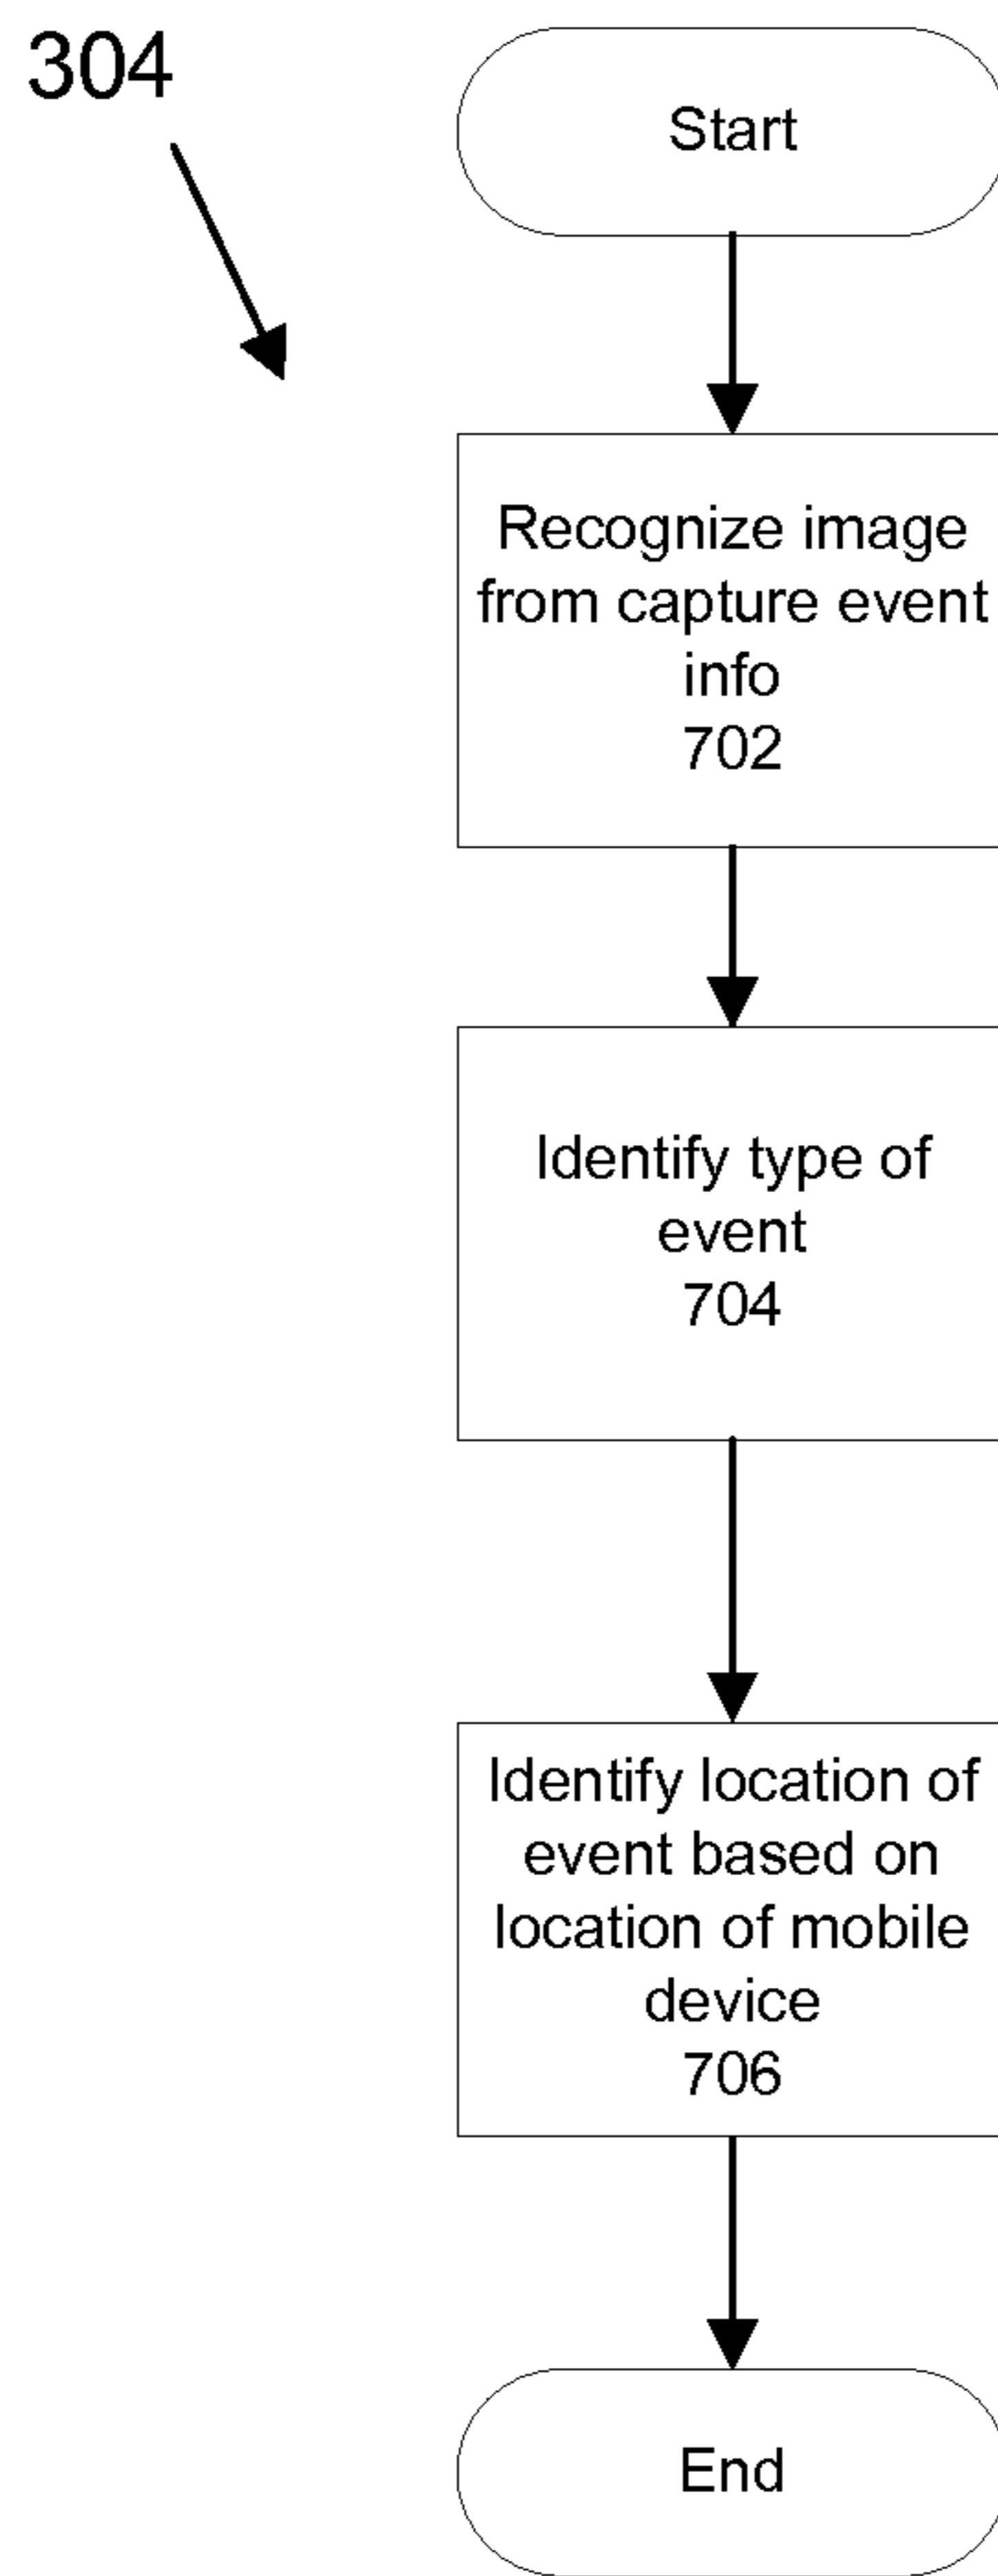 304
Start
Recognize image
from capture event
info
702
Identify type of
event
704
Identify location of
event based on
location of mobile
device
706
End